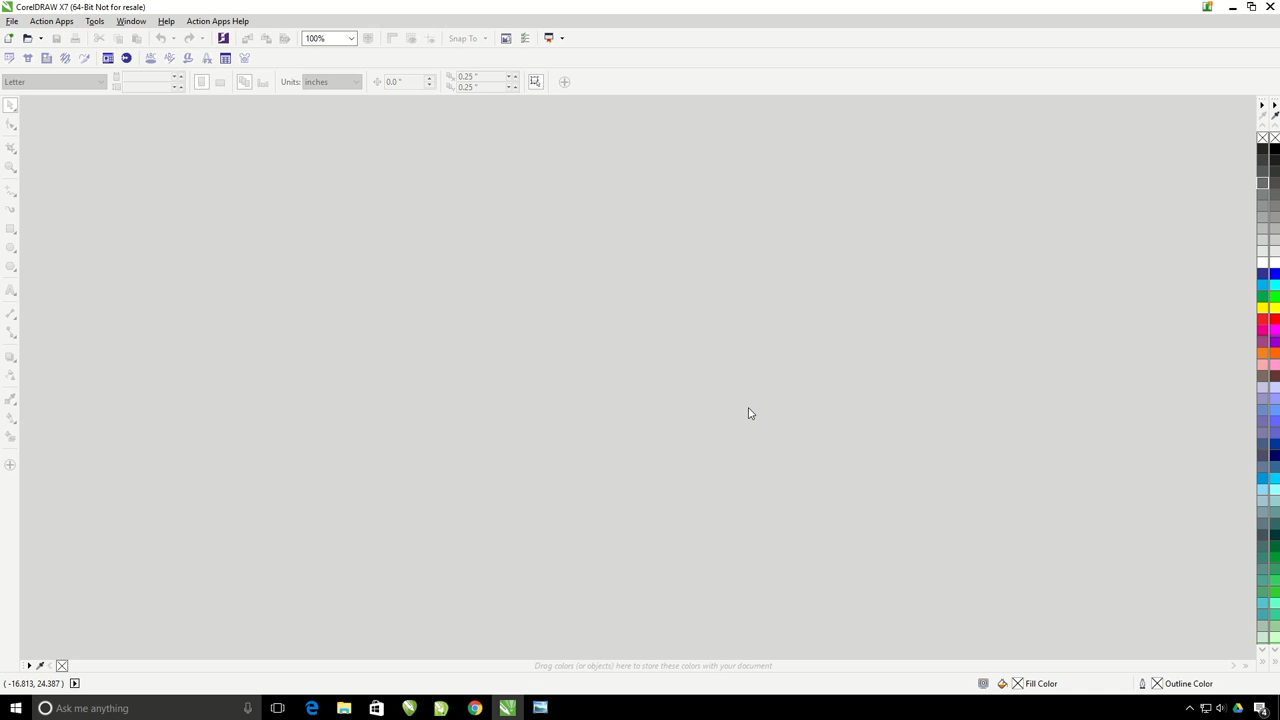 CorelDRAW X7 (64-Bit Not for resale)
File Action Apps Tools Window Help Action Apps Help
100% Snap To
Letter Units: inches 0.0 ° 0.25 "
0.25 "
Drag colors (or objects) here to store these colors with your document
( -16.813, 24.387 ) Fill Color Outline Color
Ask me anything 4